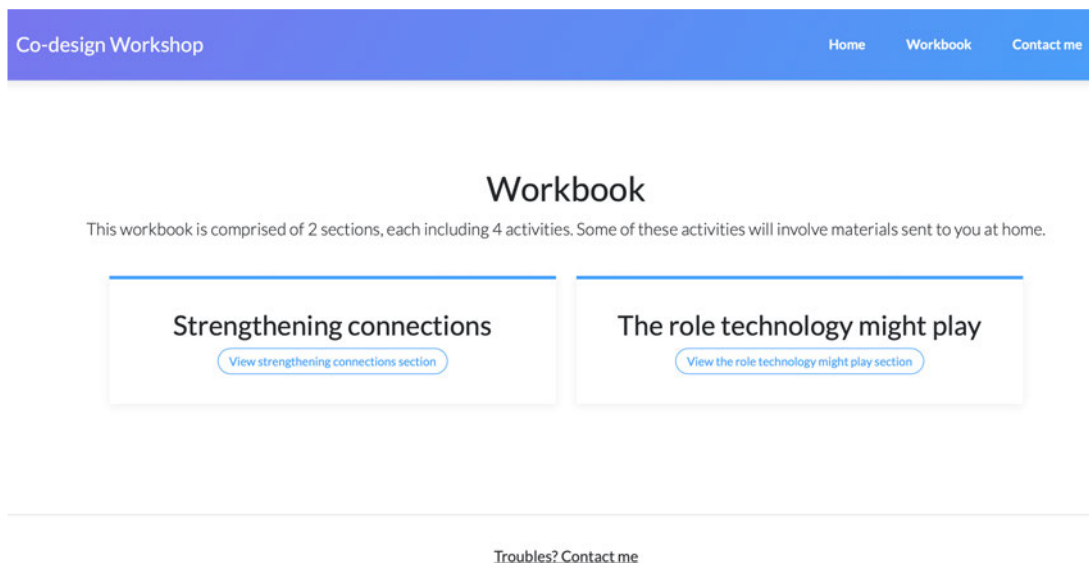 Co-design Workshop
Home Workbook Contact me
Workbook
This workbook is comprised of 2 sections, each including 4 activities. Some of these activities will involve materials sent to you at home.
Strengthening connections
View strengthening connections section
The role technology might play
View the role technology might play section
Troubles? Contact me